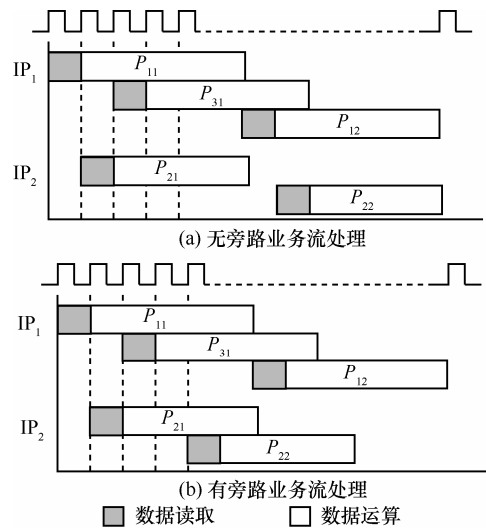 IP₁
P₁₁
P₃₁
P₁₂
IP₂
P₂₁
P₂₂
(a) 无旁路业务流处理
IP₁
P₁₁
P₃₁
P₁₂
IP₂
P₂₁
P₂₂
(b) 有旁路业务流处理
数据读取 数据运算